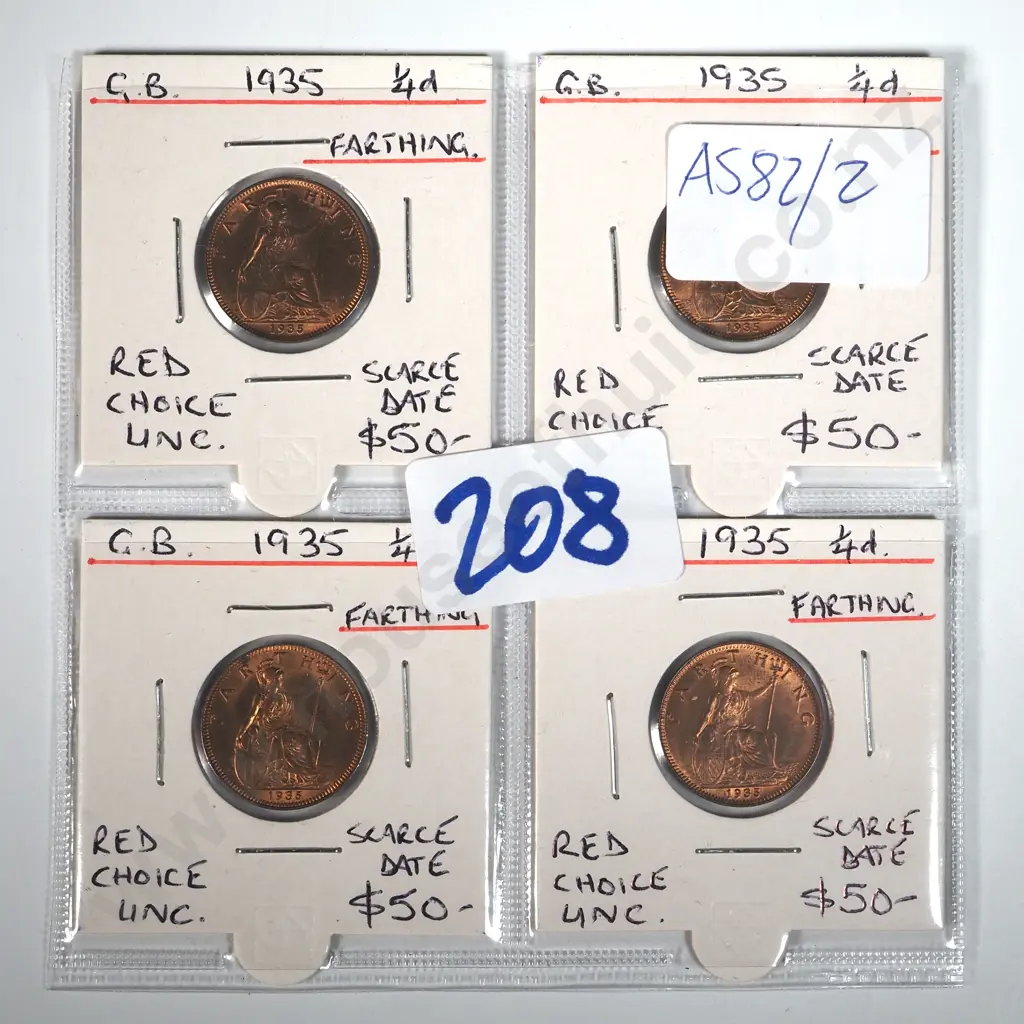 G.B. 1935 ¼d
FARTHING.
FARTHING
1935
RED
CHOICE
UNC.
SCARCE
DATE
$50-
G.B. 1935 ¼d.
AS82/2
1935
RED
CHOICE
SCARCE
DATE
$50-
208
G.B. 1935 ¼
FARTHING
FARTHING
1935
RED
CHOICE
UNC.
SCARCE
DATE
$50-
1935 ¼d.
FARTHING.
FARTHING
1935
RED
CHOICE
UNC.
SCARCE
DATE
$50-